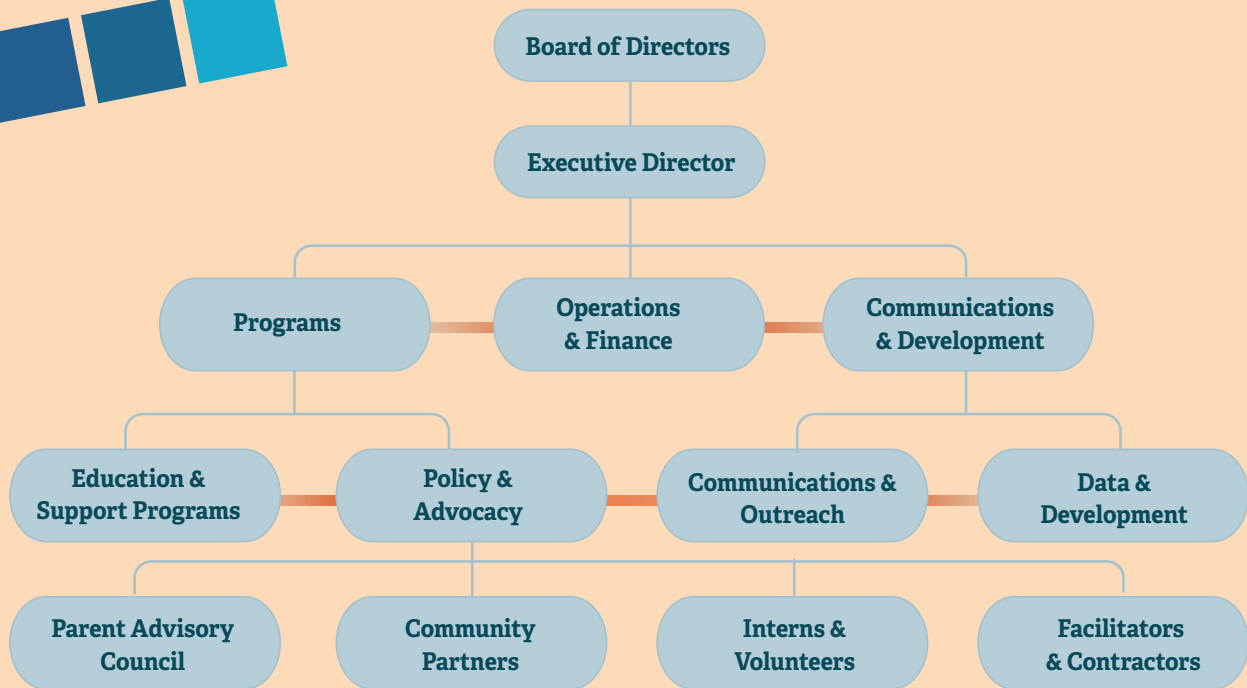 Board of Directors
Executive Director
Programs
Operations
& Finance
Communications
& Development
Education &
Support Programs
Policy &
Advocacy
Communications &
Outreach
Data &
Development
Parent Advisory
Council
Community
Partners
Interns &
Volunteers
Facilitators
& Contractors